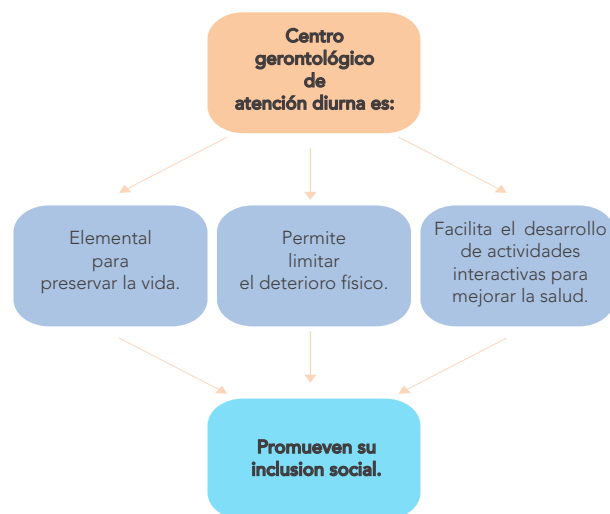 Centro
gerontológico
de
atención diurna es:
Elemental
para
preservar la vida.
Permite
limitar
el deterioro físico.
Facilita el desarrollo
de actividades
interactivas para
mejorar la salud.
Promueven su
inclusion social.